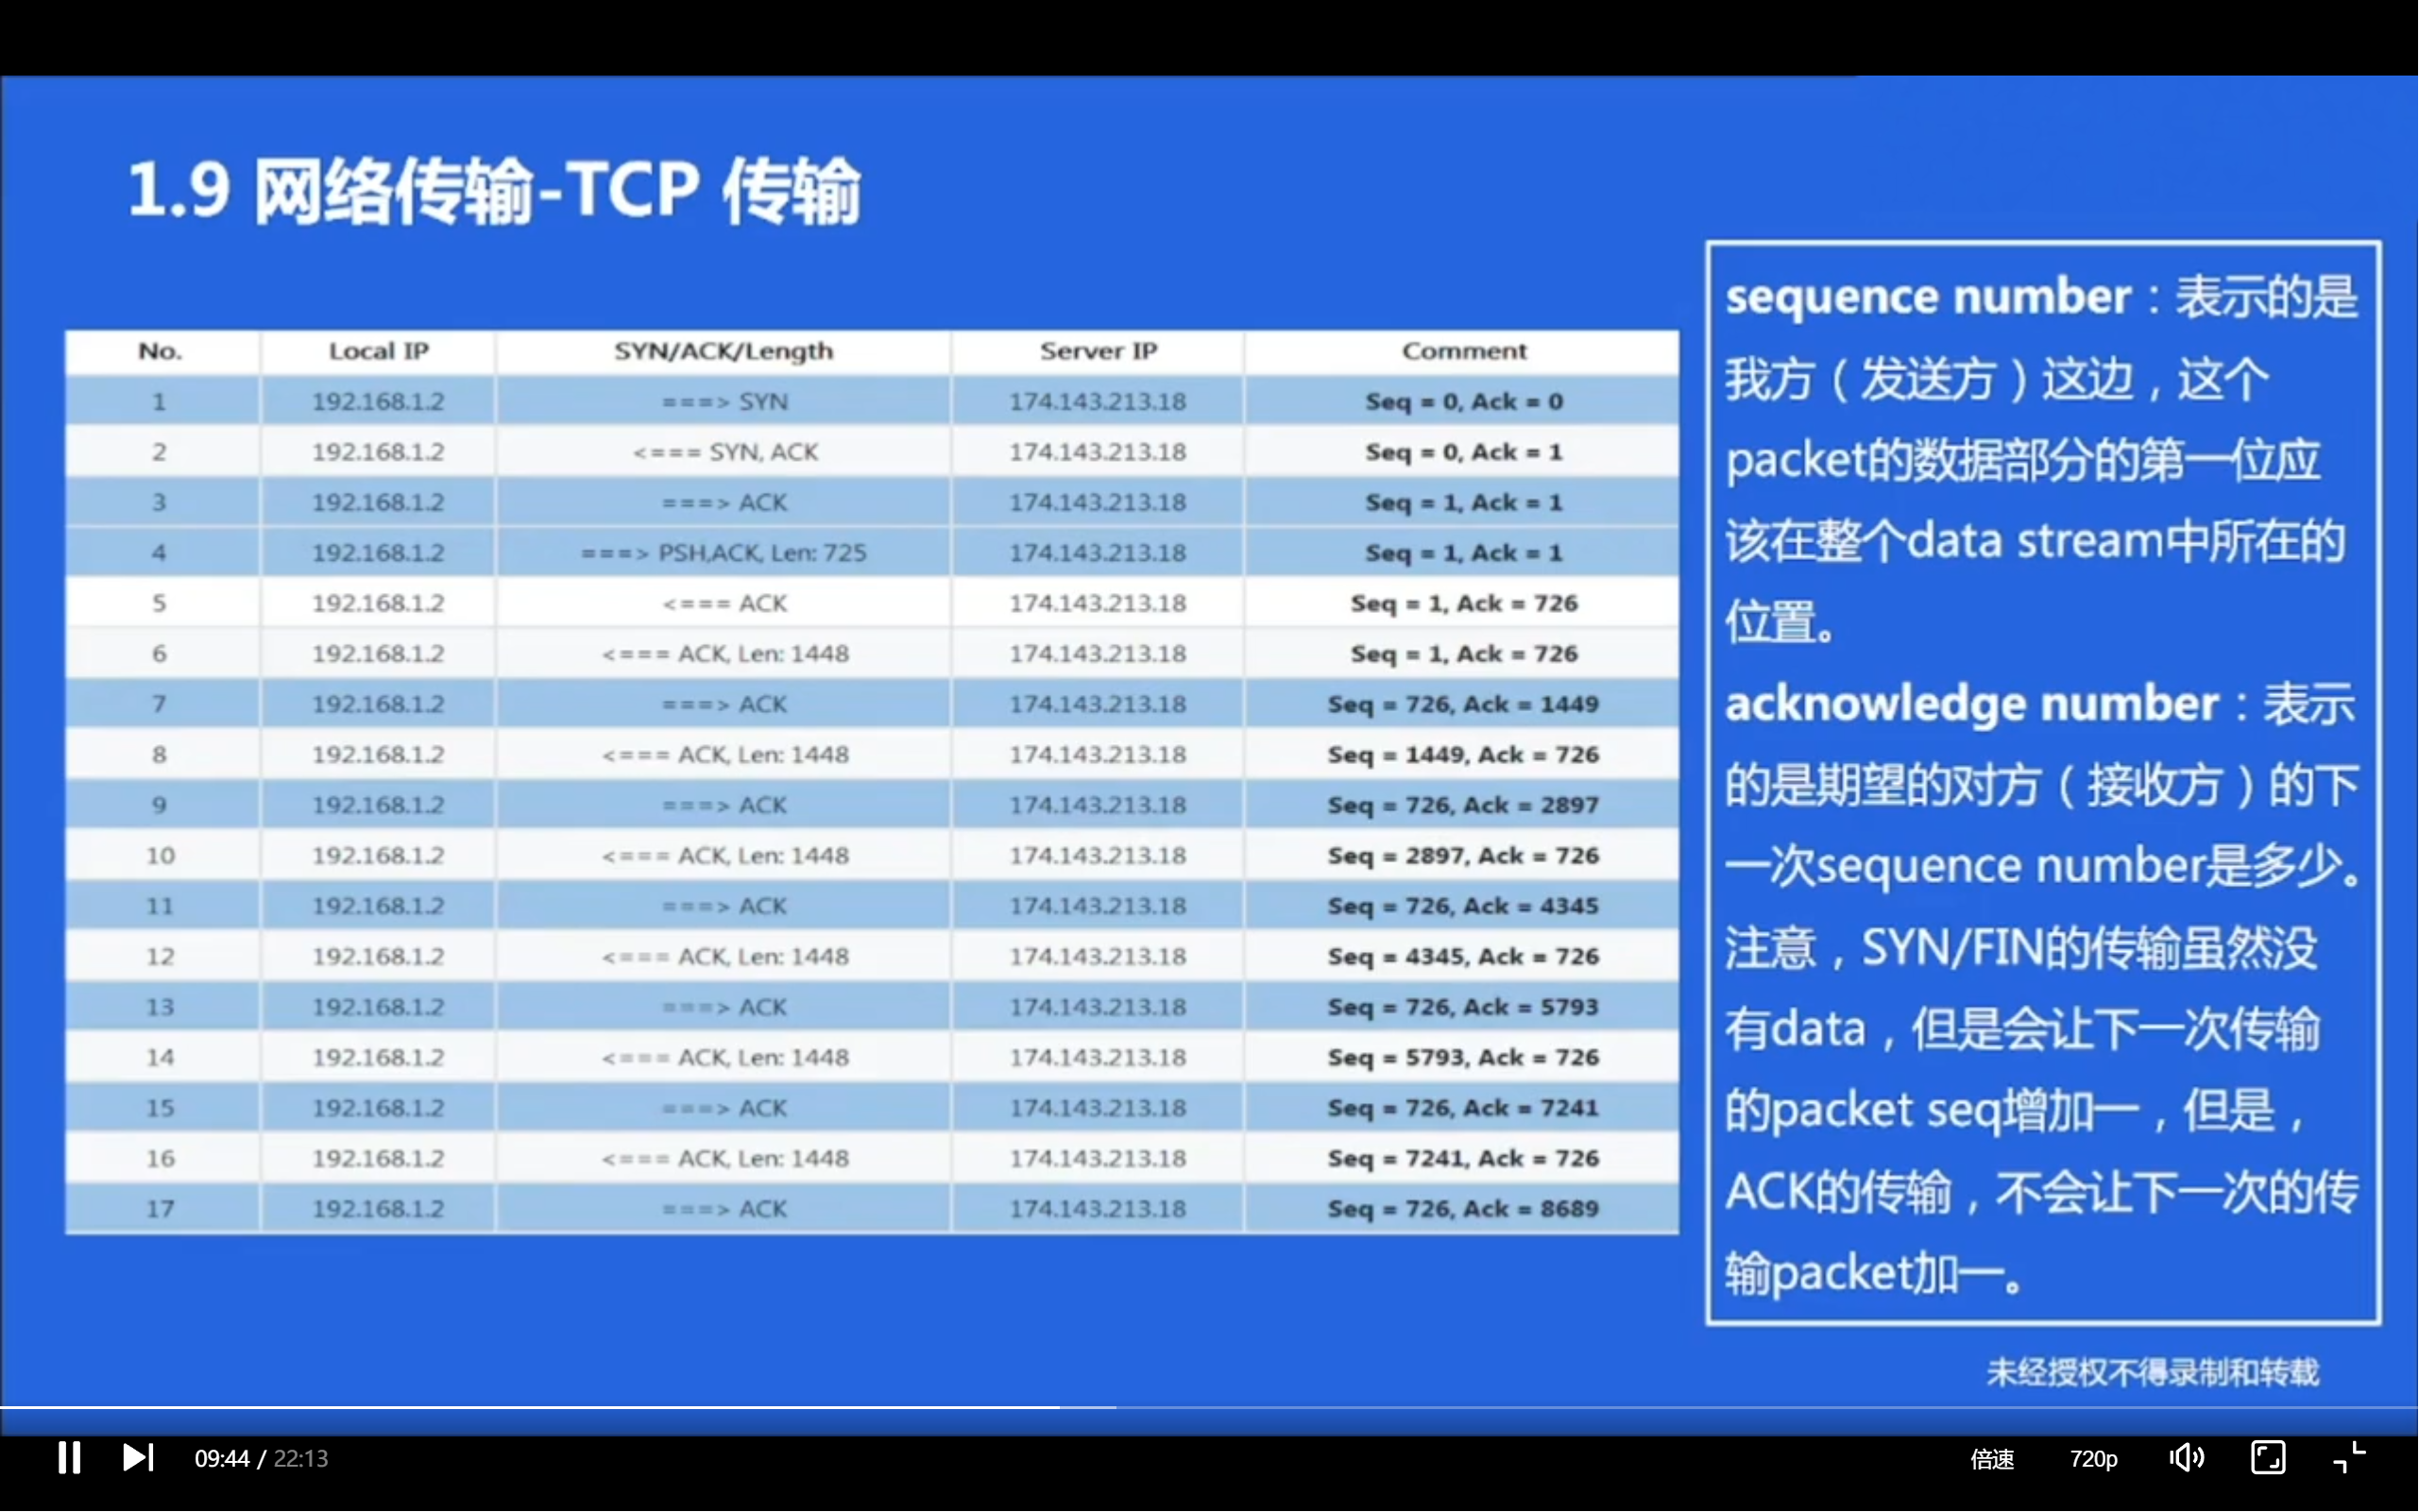 1.9 网络传输-TCP 传输
No. Local IP SYN/ACK/Length Server IP Comment
1 192.168.1.2 ===> SYN 174.143.213.18 Seq = 0, Ack = 0
2 192.168.1.2 <=== SYN, ACK 174.143.213.18 Seq = 0, Ack = 1
3 192.168.1.2 ===> ACK 174.143.213.18 Seq = 1, Ack = 1
4 192.168.1.2 ===> PSH,ACK, Len: 725 174.143.213.18 Seq = 1, Ack = 1
5 192.168.1.2 <=== ACK 174.143.213.18 Seq = 1, Ack = 726
6 192.168.1.2 <=== ACK, Len: 1448 174.143.213.18 Seq = 1, Ack = 726
7 192.168.1.2 ===> ACK 174.143.213.18 Seq = 726, Ack = 1449
8 192.168.1.2 <=== ACK, Len: 1448 174.143.213.18 Seq = 1449, Ack = 726
9 192.168.1.2 ===> ACK 174.143.213.18 Seq = 726, Ack = 2897
10 192.168.1.2 <=== ACK, Len: 1448 174.143.213.18 Seq = 2897, Ack = 726
11 192.168.1.2 ===> ACK 174.143.213.18 Seq = 726, Ack = 4345
12 192.168.1.2 <=== ACK, Len: 1448 174.143.213.18 Seq = 4345, Ack = 726
13 192.168.1.2 ===> ACK 174.143.213.18 Seq = 726, Ack = 5793
14 192.168.1.2 <=== ACK, Len: 1448 174.143.213.18 Seq = 5793, Ack = 726
15 192.168.1.2 ===> ACK 174.143.213.18 Seq = 726, Ack = 7241
16 192.168.1.2 <=== ACK, Len: 1448 174.143.213.18 Seq = 7241, Ack = 726
17 192.168.1.2 ===> ACK 174.143.213.18 Seq = 726, Ack = 8689
sequence number：表示的是
我方（发送方）这边，这个
packet的数据部分的第一位应
该在整个data stream中所在的
位置。
acknowledge number：表示
的是期望的对方（接收方）的下
一次sequence number是多少。
注意，SYN/FIN的传输虽然没
有data，但是会让下一次传输
的packet seq增加一，但是，
ACK的传输，不会让下一次的传
输packet加一。
未经授权不得录制和转载
09:44 / 22:13
倍速
720p